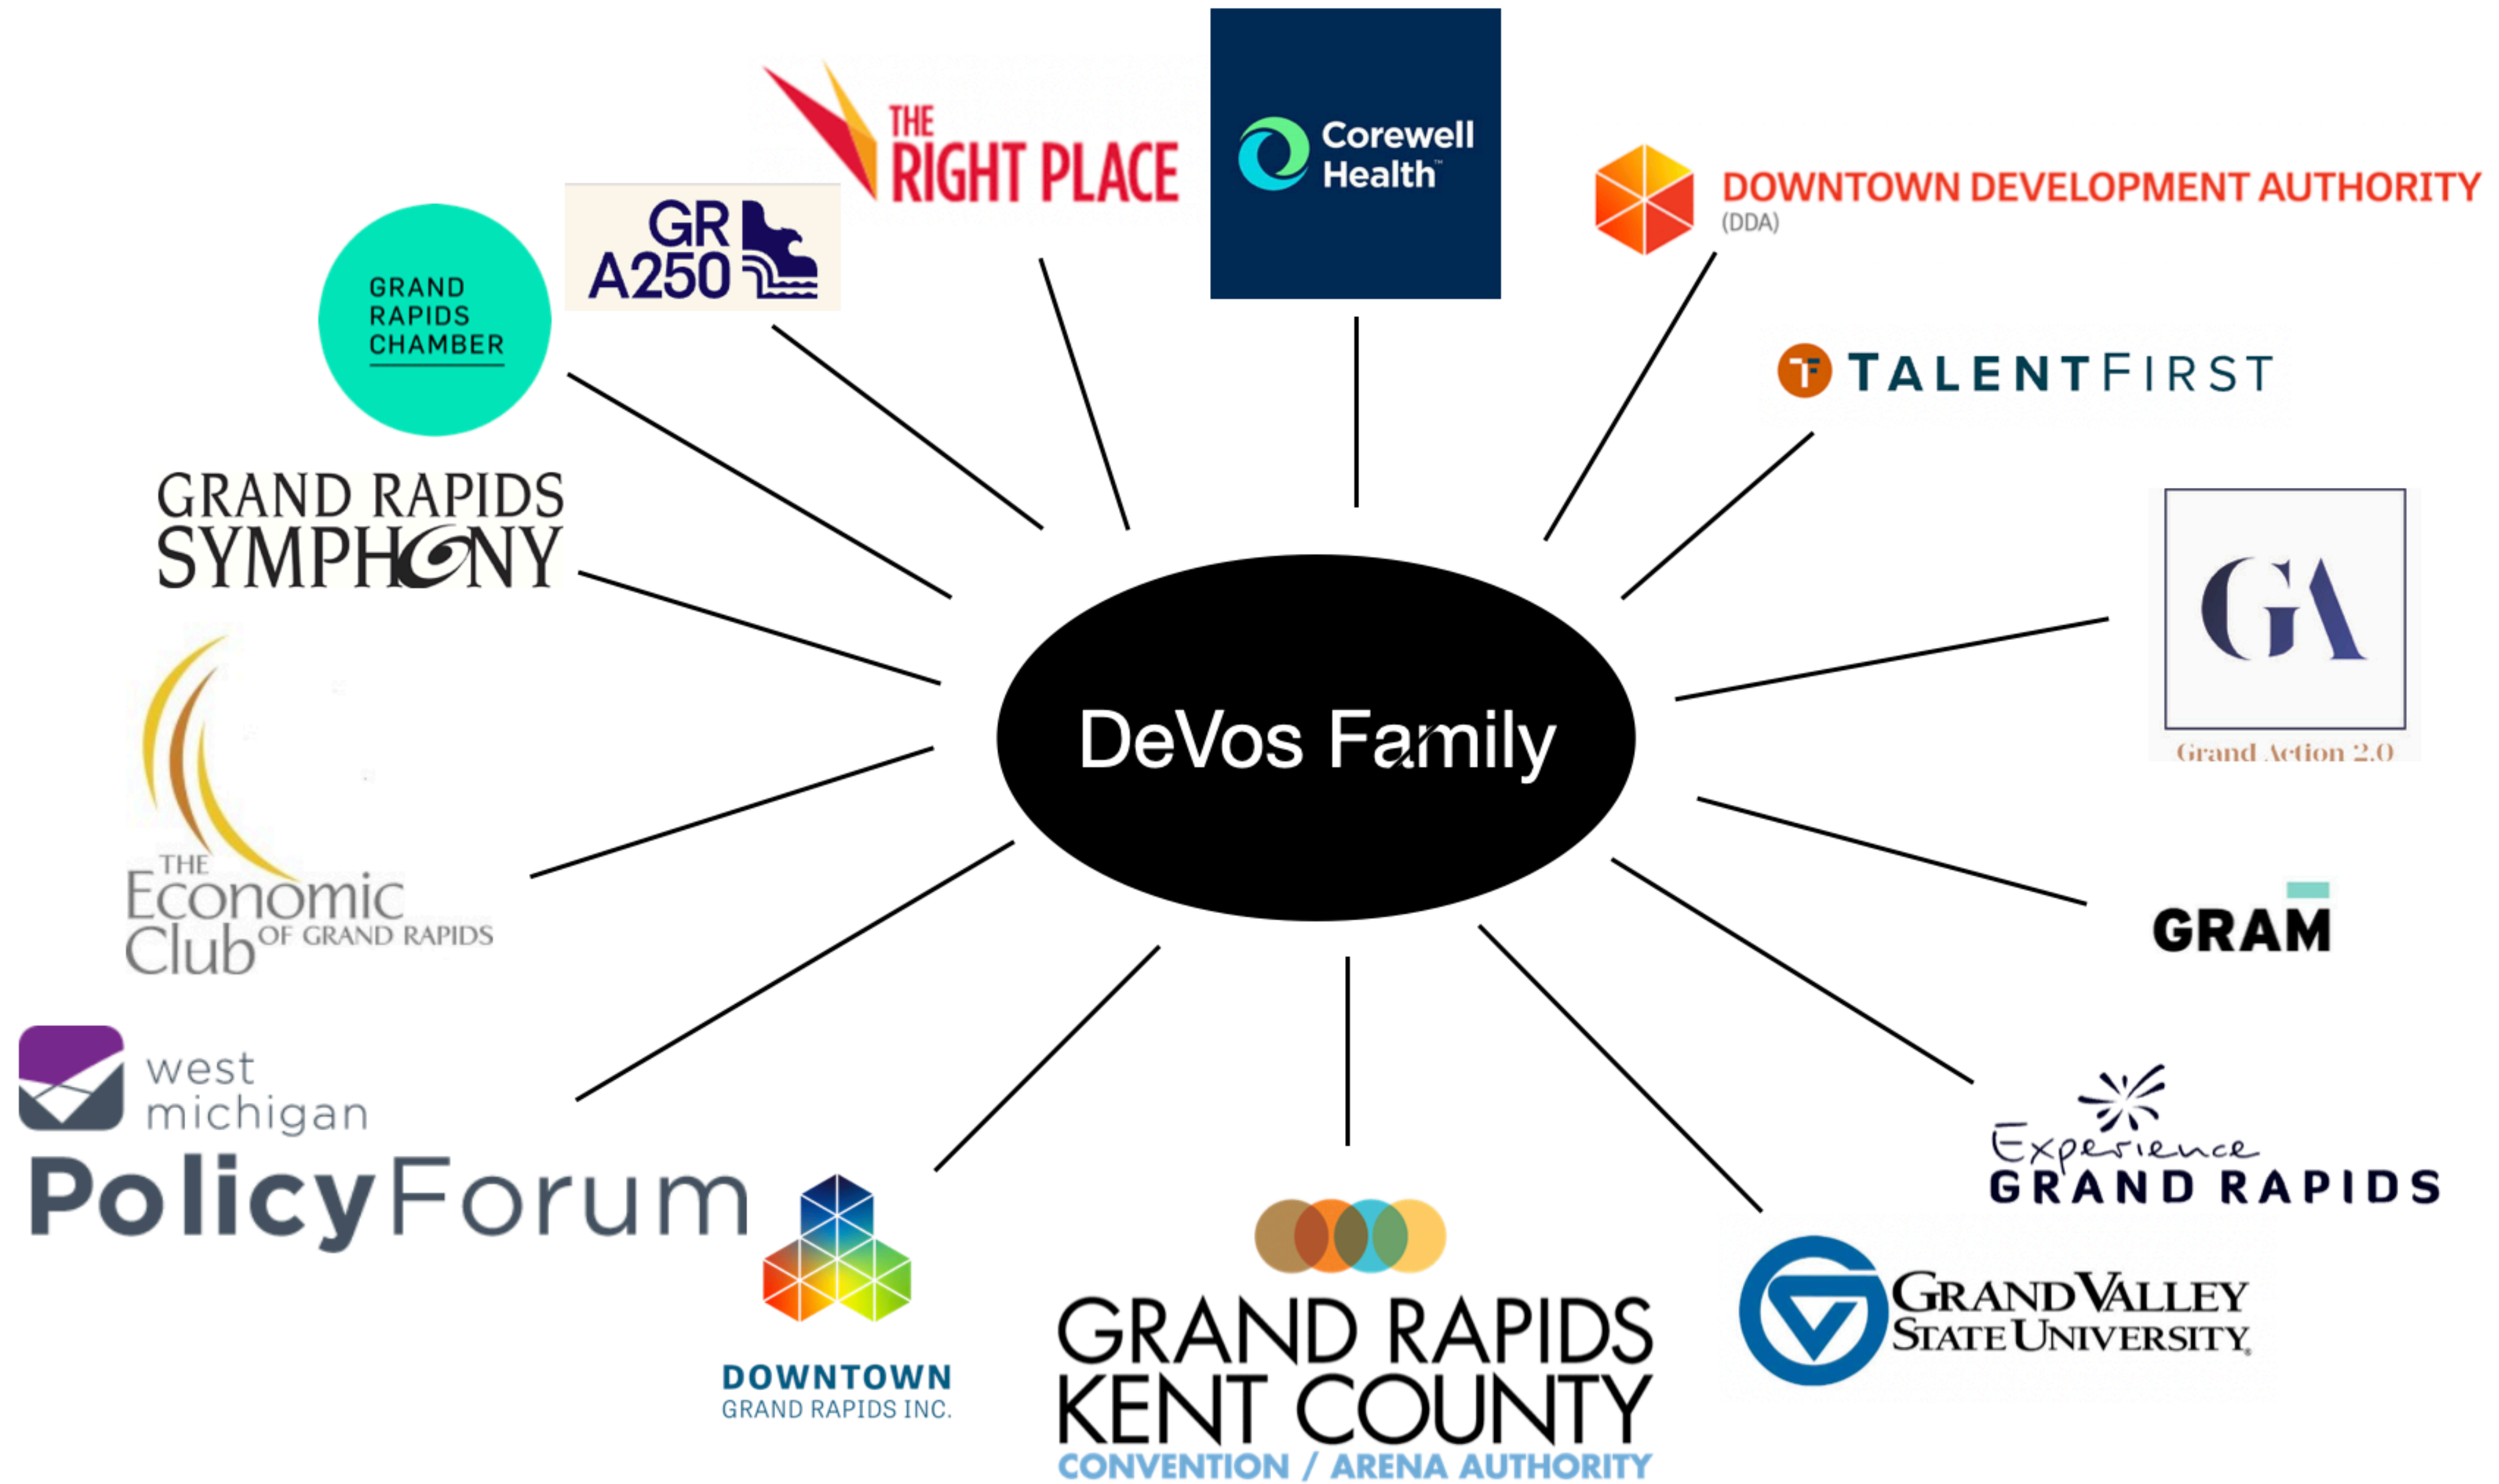 THE
RIGHT PLACE
Corewell
Health™
DOWNTOWN DEVELOPMENT AUTHORITY
(DDA)
GR
A250
GRAND
RAPIDS
CHAMBER
TF TALENTFIRST
GRAND RAPIDS
SYMPHONY
GA
Grand Action 2.0
DeVos Family
THE
Economic
Club OF GRAND RAPIDS
GRAM
west
michigan
PolicyForum
Experience
GRAND RAPIDS
DOWNTOWN
GRAND RAPIDS INC.
GRAND RAPIDS
KENT COUNTY
CONVENTION / ARENA AUTHORITY
GRAND VALLEY
STATE UNIVERSITY®